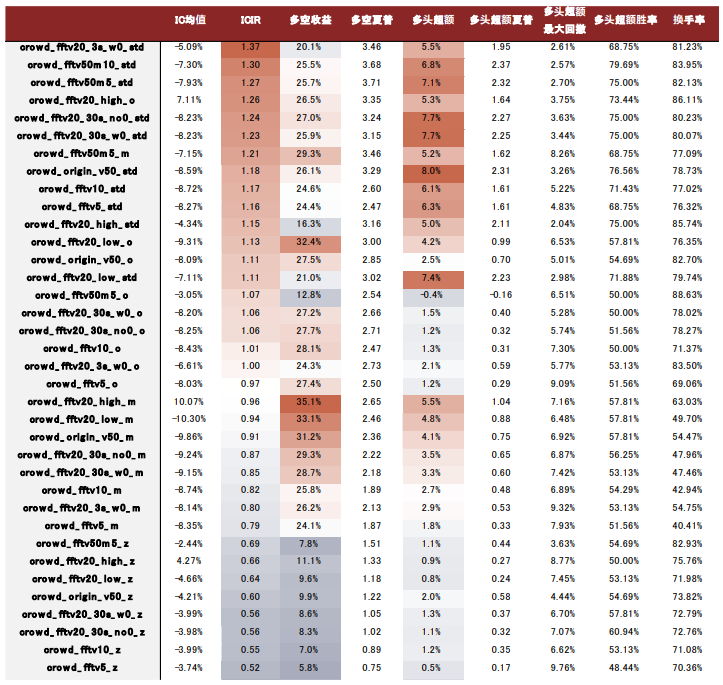 IC均值 ICIR 多空收益 多空夏普 多头超额 多头超额夏普 多头超额最大回撤 多头超额胜率 换手率
crowd_fftv20_3s_w0_std -5.09% 1.37 20.1% 3.46 5.5% 1.95 2.61% 68.75% 81.23%
crowd_fftv50m10_std -7.30% 1.30 25.5% 3.68 6.8% 2.37 2.57% 79.69% 83.95%
crowd_fftv50m5_std -7.93% 1.27 25.7% 3.71 7.1% 2.32 2.70% 75.00% 82.13%
crowd_fftv20_high_o 7.11% 1.26 26.5% 3.35 5.3% 1.64 3.75% 73.44% 86.11%
crowd_fftv20_30s_no0_std -8.23% 1.24 27.0% 3.24 7.7% 2.27 3.63% 75.00% 80.23%
crowd_fftv20_30s_w0_std -8.23% 1.23 25.9% 3.15 7.7% 2.25 3.44% 75.00% 80.07%
crowd_fftv50m5_m -7.15% 1.21 29.3% 3.46 5.2% 1.62 8.26% 68.75% 77.09%
crowd_origin_v50_std -8.59% 1.18 26.1% 3.29 8.0% 2.31 3.26% 76.56% 78.73%
crowd_fftv10_std -8.72% 1.17 24.6% 2.60 6.1% 1.61 5.22% 71.43% 77.02%
crowd_fftv5_std -8.27% 1.16 24.4% 2.47 6.3% 1.61 4.83% 68.75% 76.32%
crowd_fftv20_high_std -4.34% 1.15 16.3% 3.16 5.0% 2.11 2.04% 75.00% 85.74%
crowd_fftv20_low_o -9.31% 1.13 32.4% 3.00 4.2% 0.99 6.53% 57.81% 76.35%
crowd_origin_v50_o -8.09% 1.11 27.5% 2.85 2.5% 0.70 5.01% 54.69% 82.70%
crowd_fftv20_low_std -7.11% 1.11 21.0% 3.02 7.4% 2.23 2.98% 71.88% 79.74%
crowd_fftv50m5_o -3.05% 1.07 12.8% 2.54 -0.4% -0.16 6.51% 50.00% 88.63%
crowd_fftv20_30s_w0_o -8.20% 1.06 27.2% 2.66 1.5% 0.40 5.28% 50.00% 78.02%
crowd_fftv20_30s_no0_o -8.25% 1.06 27.7% 2.71 1.2% 0.32 5.74% 51.56% 78.27%
crowd_fftv10_o -8.43% 1.01 28.1% 2.47 1.3% 0.31 7.30% 50.00% 71.37%
crowd_fftv20_3s_w0_o -6.61% 1.00 24.3% 2.73 2.1% 0.59 5.77% 53.13% 83.50%
crowd_fftv5_o -8.03% 0.97 27.4% 2.50 1.2% 0.29 9.09% 51.56% 69.06%
crowd_fftv20_high_m 10.07% 0.96 35.1% 2.65 5.5% 1.04 7.16% 57.81% 63.03%
crowd_fftv20_low_m -10.30% 0.94 33.1% 2.46 4.8% 0.88 6.48% 57.81% 49.70%
crowd_origin_v50_m -9.86% 0.91 31.2% 2.36 4.1% 0.75 6.92% 57.81% 54.47%
crowd_fftv20_30s_no0_m -9.24% 0.87 29.3% 2.22 3.5% 0.65 6.87% 56.25% 47.96%
crowd_fftv20_30s_w0_m -9.15% 0.85 28.7% 2.18 3.3% 0.60 7.42% 53.13% 47.46%
crowd_fftv10_m -8.74% 0.82 25.8% 1.89 2.7% 0.48 6.89% 54.29% 42.94%
crowd_fftv20_3s_w0_m -8.14% 0.80 26.2% 2.13 2.9% 0.53 6.92% 53.13% 54.75%
crowd_fftv5_m -8.35% 0.79 24.1% 1.87 1.8% 0.33 7.93% 51.56% 40.41%
crowd_fftv50m5_z -2.44% 0.69 7.8% 1.51 1.1% 0.44 3.63% 54.69% 82.93%
crowd_fftv20_high_z 4.27% 0.66 11.1% 1.33 0.9% 0.27 8.77% 50.00% 75.76%
crowd_fftv20_low_z -4.66% 0.64 9.6% 1.18 0.8% 0.24 7.45% 53.13% 71.98%
crowd_origin_v50_z -4.21% 0.60 9.9% 1.22 2.0% 0.58 4.44% 54.69% 73.82%
crowd_fftv20_30s_w0_z -3.99% 0.56 8.6% 1.05 1.3% 0.37 6.70% 57.81% 72.79%
crowd_fftv20_30s_no0_z -3.98% 0.56 8.3% 1.02 1.1% 0.32 7.07% 60.94% 72.76%
crowd_fftv10_z -3.99% 0.55 7.0% 0.89 1.2% 0.35 6.62% 53.13% 71.08%
crowd_fftv5_z -3.74% 0.52 5.8% 0.75 0.5% 0.17 9.76% 48.44% 70.36%